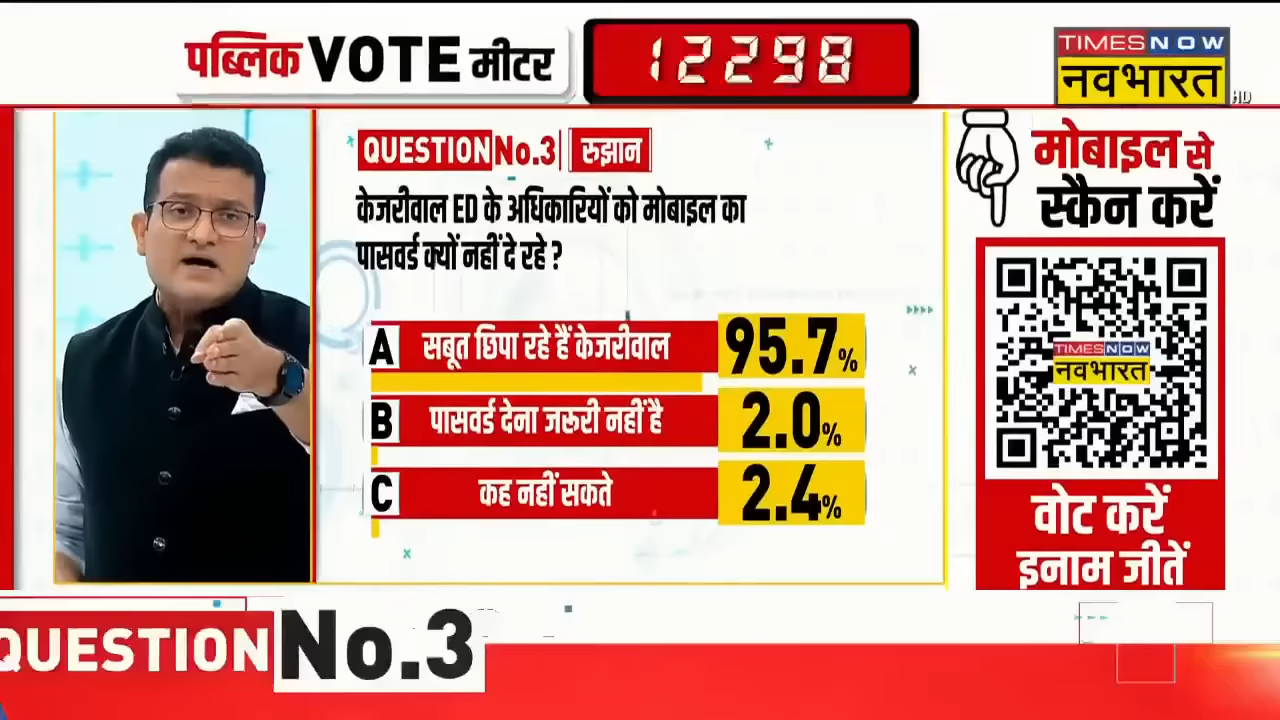 पब्लिक VOTE मीटर
12298
TIMES NOW
नवभारत
HD
QUESTION No.3 रुझान
केजरीवाल ED के अधिकारियों को मोबाइल का
पासवर्ड क्यों नहीं दे रहे ?
A सबूत छिपा रहे हैं केजरीवाल 95.7%
B पासवर्ड देना जरूरी नहीं है 2.0%
C कह नहीं सकते 2.4%
मोबाइल से
स्कैन करें
TIMES NOW
नवभारत
वोट करें
इनाम जीतें
QUESTION No.3